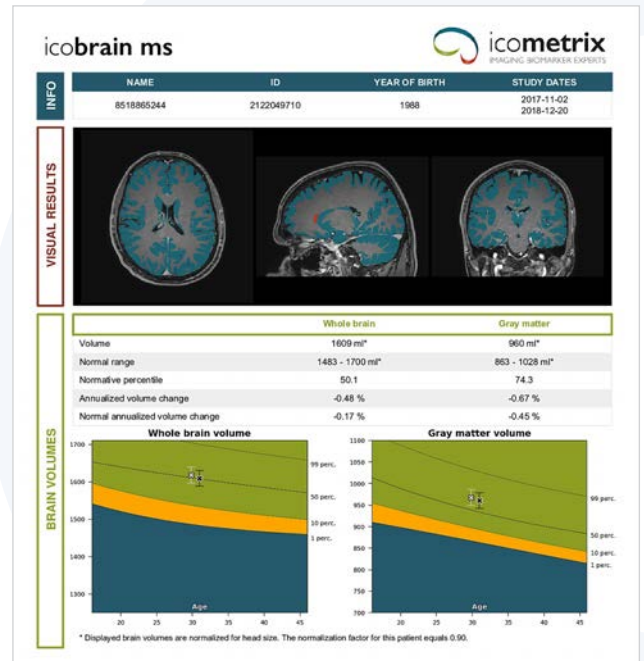 icobrain ms
icometrix
IMAGING BIOMARKER EXPERTS
INFO
NAME ID YEAR OF BIRTH STUDY DATES
8518865244 2122049710 1988 2017-11-02
2018-12-20
VISUAL RESULTS
BRAIN VOLUMES
Whole brain Gray matter
Volume 1609 ml* 960 ml*
Normal range 1483 - 1700 ml* 863 - 1028 ml*
Normative percentile 50.1 74.3
Annualized volume change -0.48 % -0.67 %
Normal annualized volume change -0.17 % -0.45 %
Whole brain volume
1700
1600
1500
1400
1300
99 perc.
50 perc.
10 perc.
1 perc.
Age
20 25 30 35 40 45
Gray matter volume
1100
1050
1000
950
900
850
800
750
700
99 perc.
50 perc.
10 perc.
1 perc.
Age
20 25 30 35 40 45
* Displayed brain volumes are normalized for head size. The normalization factor for this patient equals 0.90.